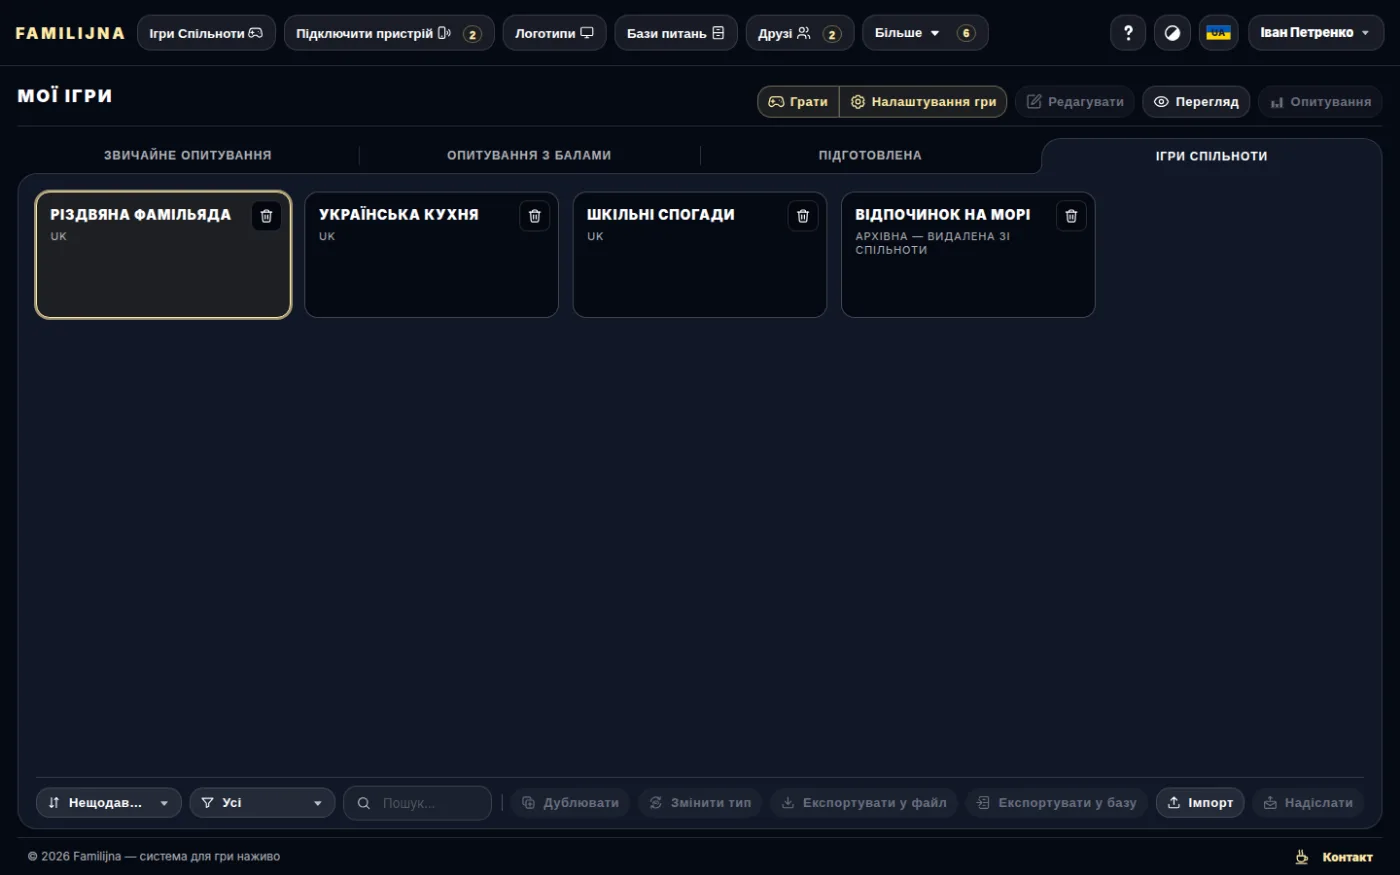 FAMILIJNA
Ігри Спільноти
Підключити пристрій 2
Логотипи
Бази питань
Друзі 2
Більше 6
?
UA
Іван Петренко
МОЇ ІГРИ
Грати
Налаштування гри
Редагувати
Перегляд
Опитування
ЗВИЧАЙНЕ ОПИТУВАННЯ
ОПИТУВАННЯ З БАЛАМИ
ПІДГОТОВЛЕНА
ІГРИ СПІЛЬНОТИ
РІЗДВЯНА ФАМІЛЬЯДА
UK
УКРАЇНСЬКА КУХНЯ
UK
ШКІЛЬНІ СПОГАДИ
UK
ВІДПОЧИНОК НА МОРІ
АРХІВНА — ВИДАЛЕНА ЗІ
СПІЛЬНОТИ
Нещодав...
Усі
Пошук...
Дублювати
Змінити тип
Експортувати у файл
Експортувати у базу
Імпорт
Надіслати
© 2026 Familijna — система для гри наживо
Контакт